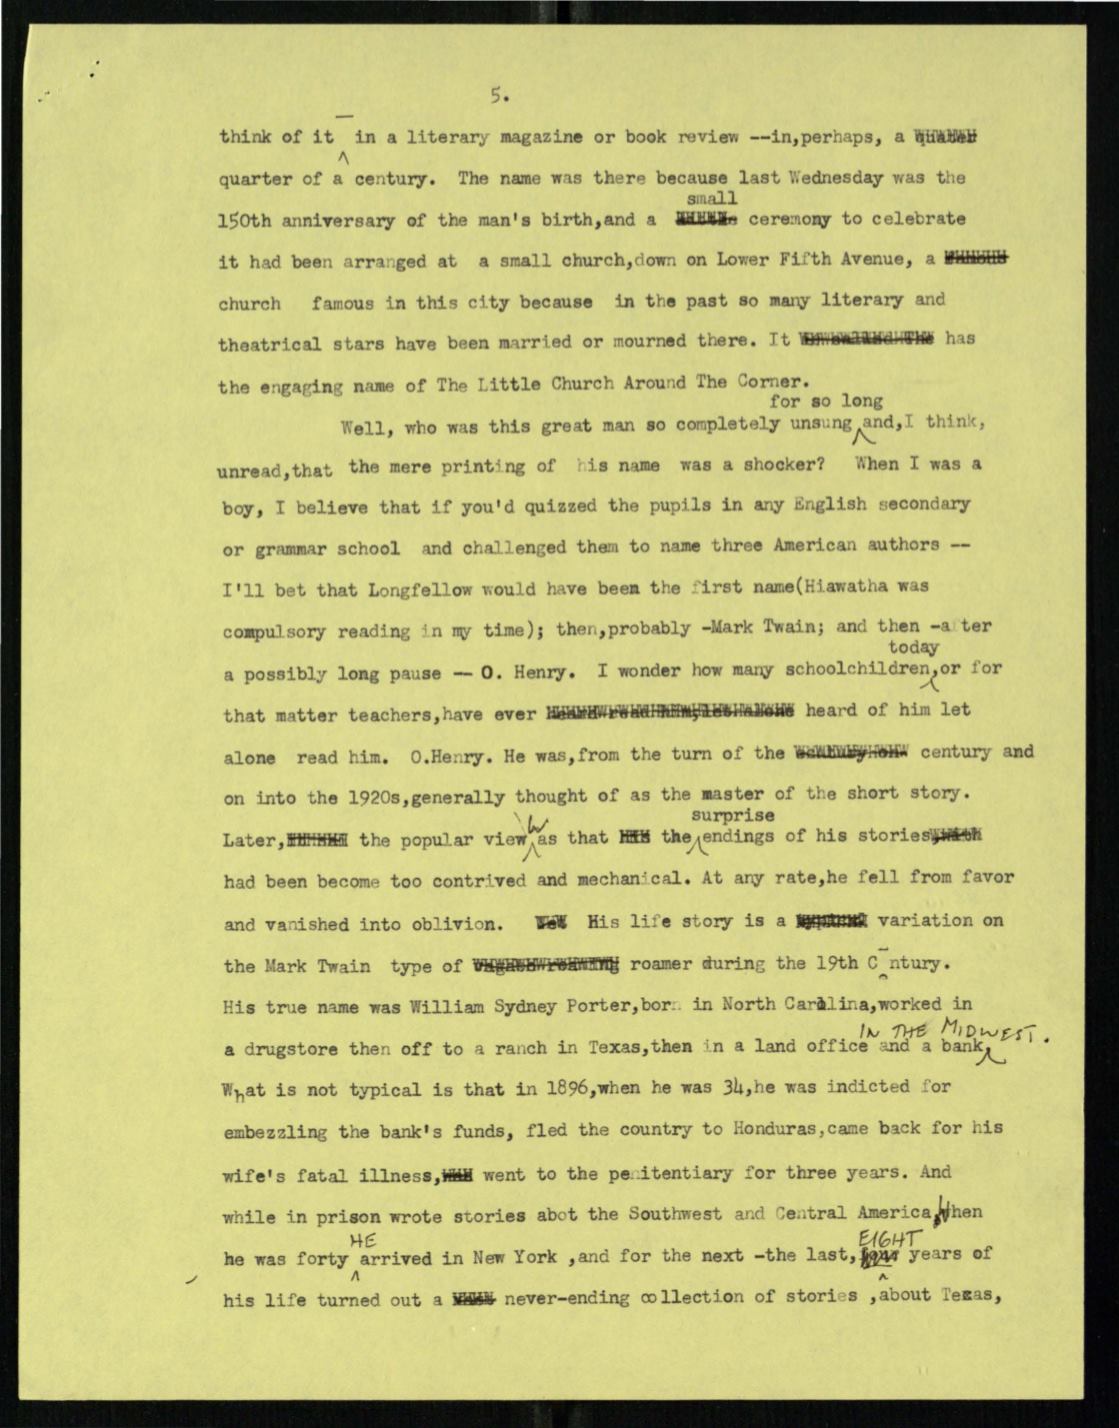 5.
think of it — in a literary magazine or book review --in,perhaps, a
quarter of a century. The name was there because last Wednesday was the
small
150th anniversary of the man's birth,and a ceremony to celebrate
it had been arranged at a small church,down on Lower Fifth Avenue, a
church famous in this city because in the past so many literary and
theatrical stars have been married or mourned there. It has
the engaging name of The Little Church Around The Corner.
for so long
Well, who was this great man so completely unsung and,I think,
unread,that the mere printing of his name was a shocker? When I was a
boy, I believe that if you'd quizzed the pupils in any English secondary
or grammar school and challenged them to name three American authors --
I'll bet that Longfellow would have been the first name(Hiawatha was
compulsory reading in my time); then,probably -Mark Twain; and then -after
today
a possibly long pause -- O. Henry. I wonder how many schoolchildren,or for
that matter teachers,have ever heard of him let
alone read him. O.Henry. He was,from the turn of the century and
on into the 1920s,generally thought of as the master of the short story.
surprise
Later, the popular view was that the endings of his stories
had been become too contrived and mechanical. At any rate,he fell from favor
and vanished into oblivion. His life story is a variation on
the Mark Twain type of roamer during the 19th C ntury.
His true name was William Sydney Porter,born in North Carolina,worked in
IN THE MIDWEST.
a drugstore then off to a ranch in Texas,then in a land office and a bank
What is not typical is that in 1896,when he was 34,he was indicted for
embezzling the bank's funds, fled the country to Honduras,came back for his
wife's fatal illness, went to the penitentiary for three years. And
while in prison wrote stories abot the Southwest and Central America. When
HE EIGHT
he was forty arrived in New York ,and for the next -the last, years of
his life turned out a never-ending collection of stories ,about Texas,